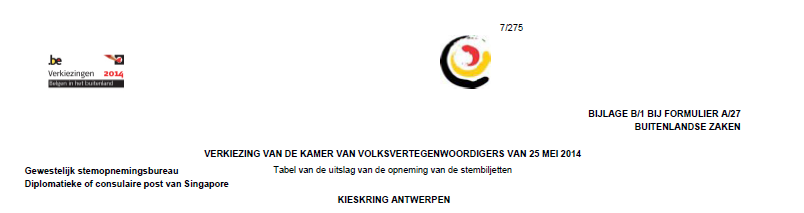 7/275
.be
Verkiezingen 2014
Belgen in het buitenland
BIJLAGE B/1 BIJ FORMULIER A/27
BUITENLANDSE ZAKEN
VERKIEZING VAN DE KAMER VAN VOLKSVERTEGENWOORDIGERS VAN 25 MEI 2014
Gewestelijk stemopnemingsbureau Tabel van de uitslag van de opneming van de stembiljetten
Diplomatieke of consulaire post van Singapore
KIESKRING ANTWERPEN